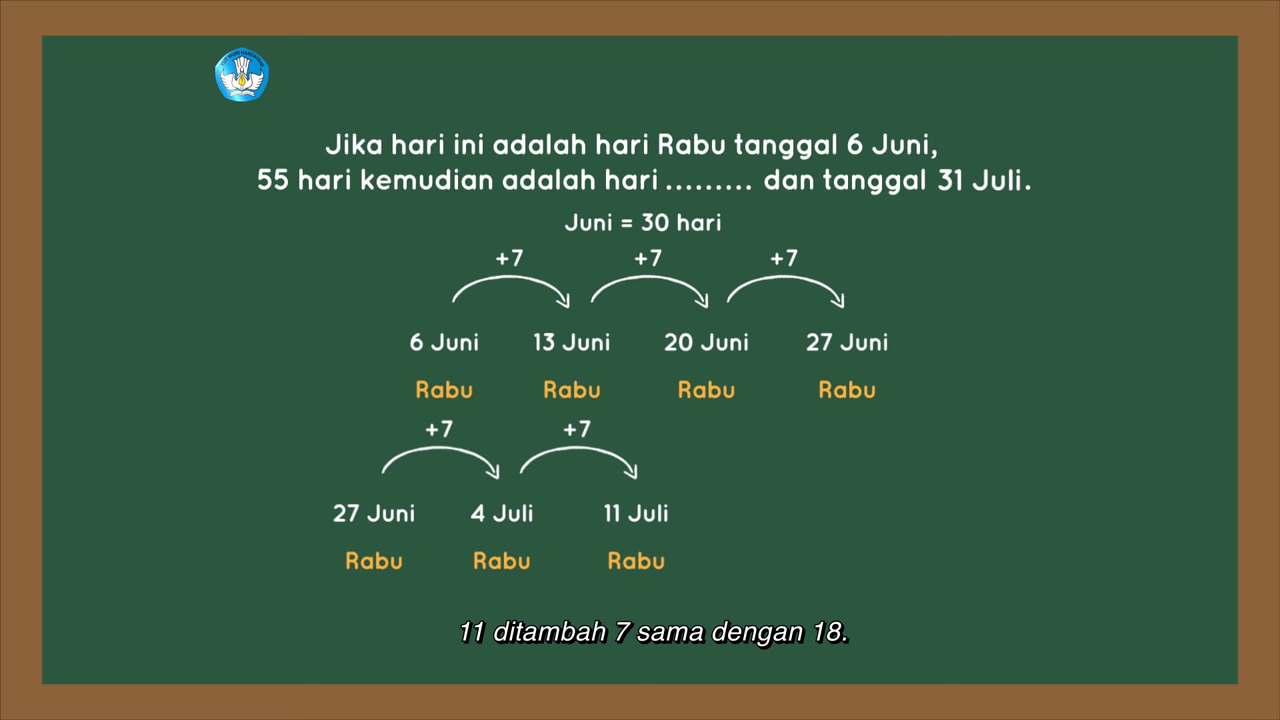 Jika hari ini adalah hari Rabu tanggal 6 Juni,
55 hari kemudian adalah hari ......... dan tanggal 31 Juli.
Juni = 30 hari
+7 +7 +7
6 Juni 13 Juni 20 Juni 27 Juni
Rabu Rabu Rabu Rabu
+7 +7
27 Juni 4 Juli 11 Juli
Rabu Rabu Rabu
11 ditambah 7 sama dengan 18.